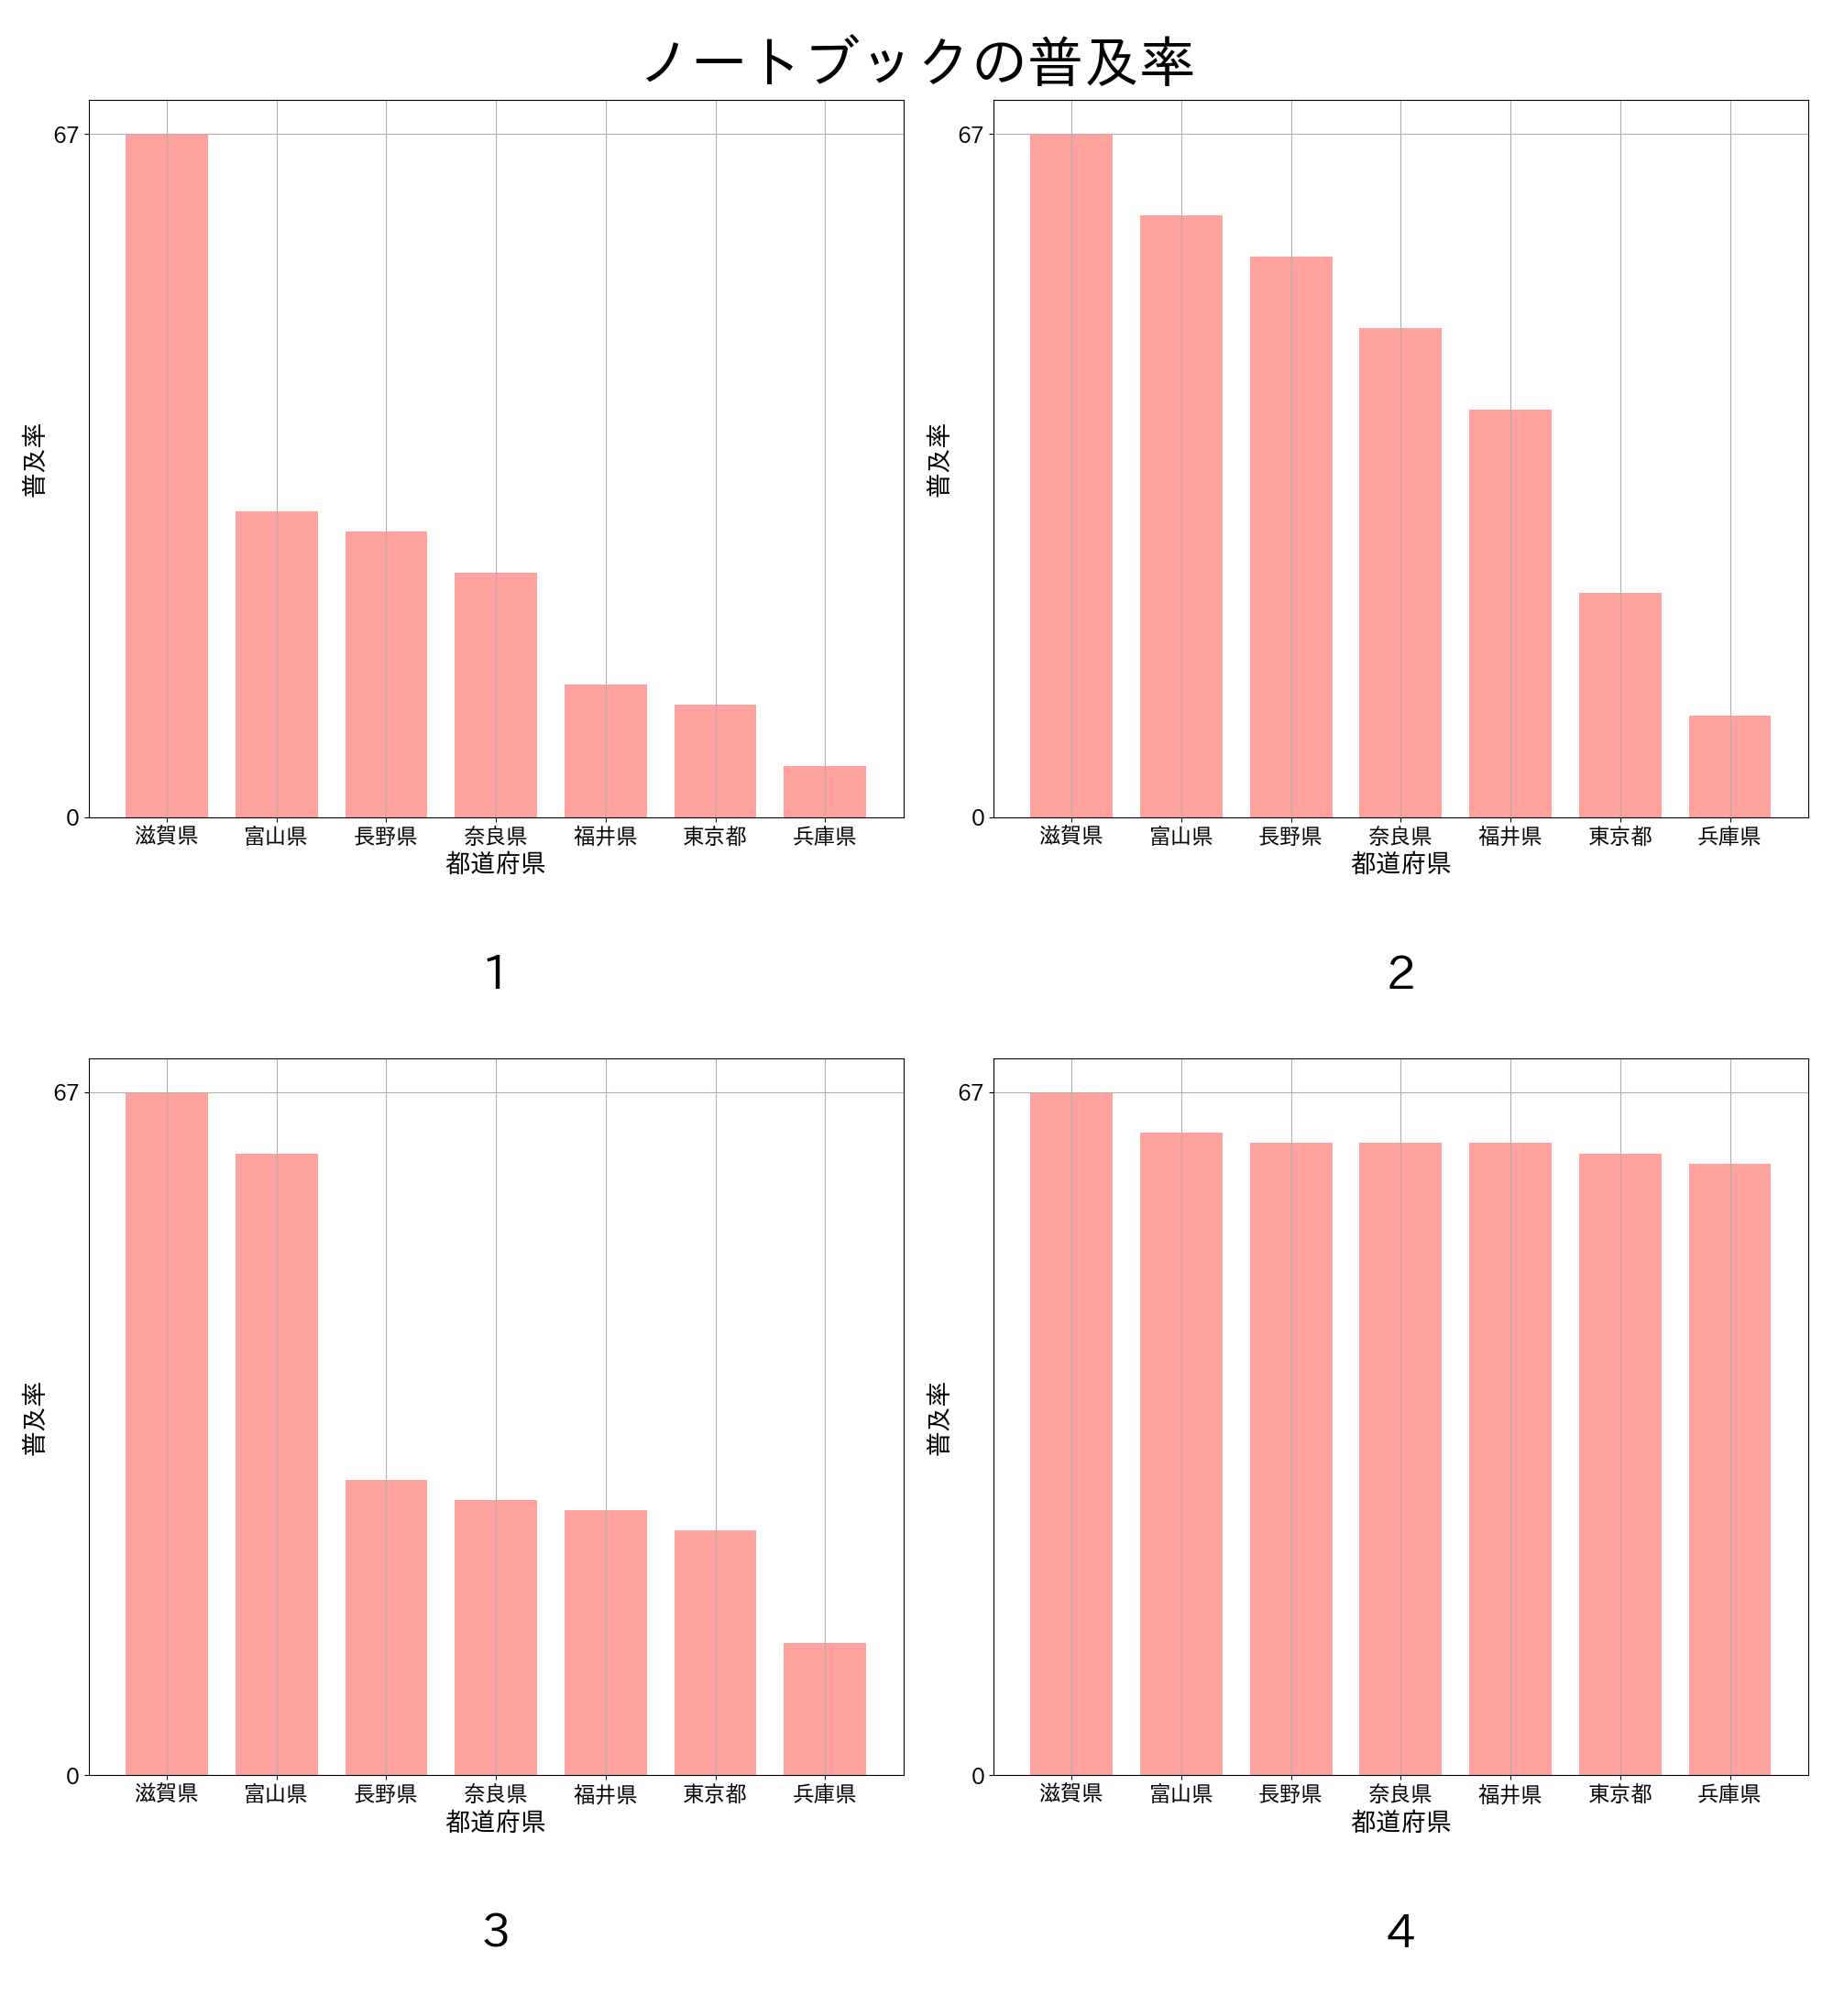 ノートブックの普及率
67
0
普及率
滋賀県 富山県 長野県 奈良県 福井県 東京都 兵庫県
都道府県
1
67
0
普及率
滋賀県 富山県 長野県 奈良県 福井県 東京都 兵庫県
都道府県
2
67
0
普及率
滋賀県 富山県 長野県 奈良県 福井県 東京都 兵庫県
都道府県
3
67
0
普及率
滋賀県 富山県 長野県 奈良県 福井県 東京都 兵庫県
都道府県
4